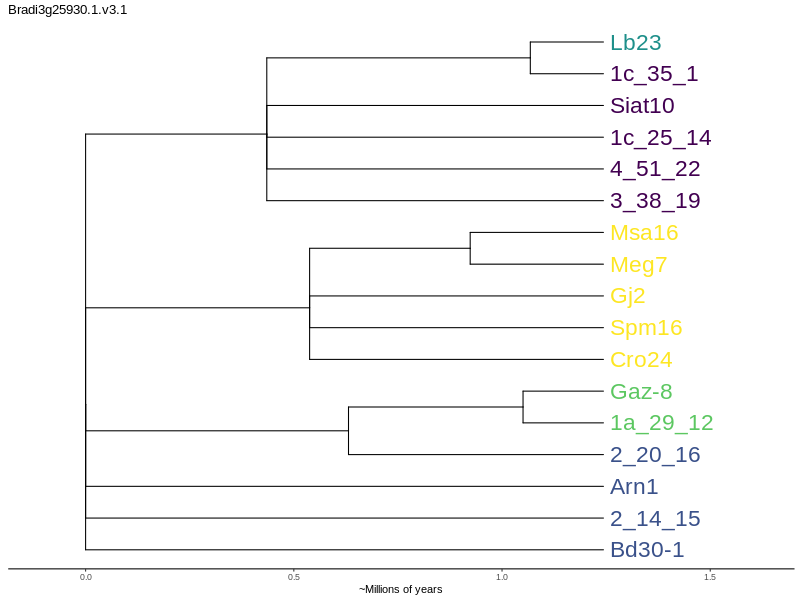 Bradi3g25930.1.v3.1
Lb23
1c_35_1
Siat10
1c_25_14
4_51_22
3_38_19
Msa16
Meg7
Gj2
Spm16
Cro24
Gaz-8
1a_29_12
2_20_16
Arn1
2_14_15
Bd30-1
0.0 0.5 1.0 1.5
~Millions of years